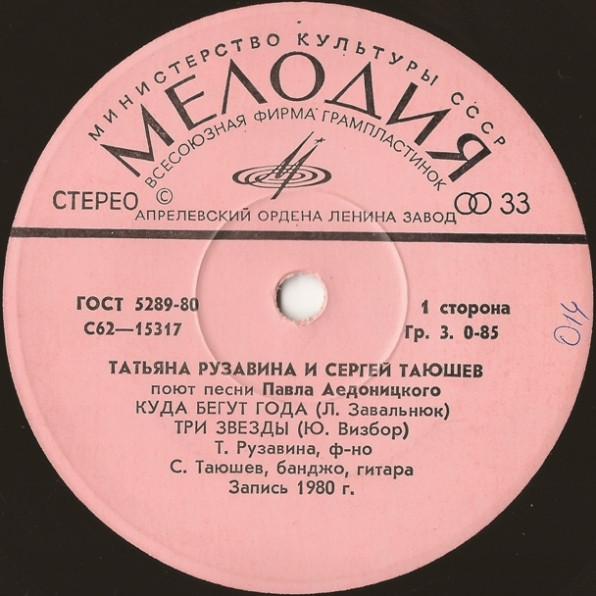 МИНИСТЕРСТВО КУЛЬТУРЫ СССР
МЕЛОДИЯ
ВСЕСОЮЗНАЯ ФИРМА ГРАМПЛАСТИНОК
СТЕРЕО © 33
АПРЕЛЕВСКИЙ ОРДЕНА ЛЕНИНА ЗАВОД
ГОСТ 5289-80 1 сторона
С62—15317 Гр. 3. 0-85
014
ТАТЬЯНА РУЗАВИНА И СЕРГЕЙ ТАЮШЕВ
поют песни Павла Аедоницкого
КУДА БЕГУТ ГОДА (Л. Завальнюк)
ТРИ ЗВЕЗДЫ (Ю. Визбор)
Т. Рузавина, ф-но
С. Таюшев, банджо, гитара
Запись 1980 г.